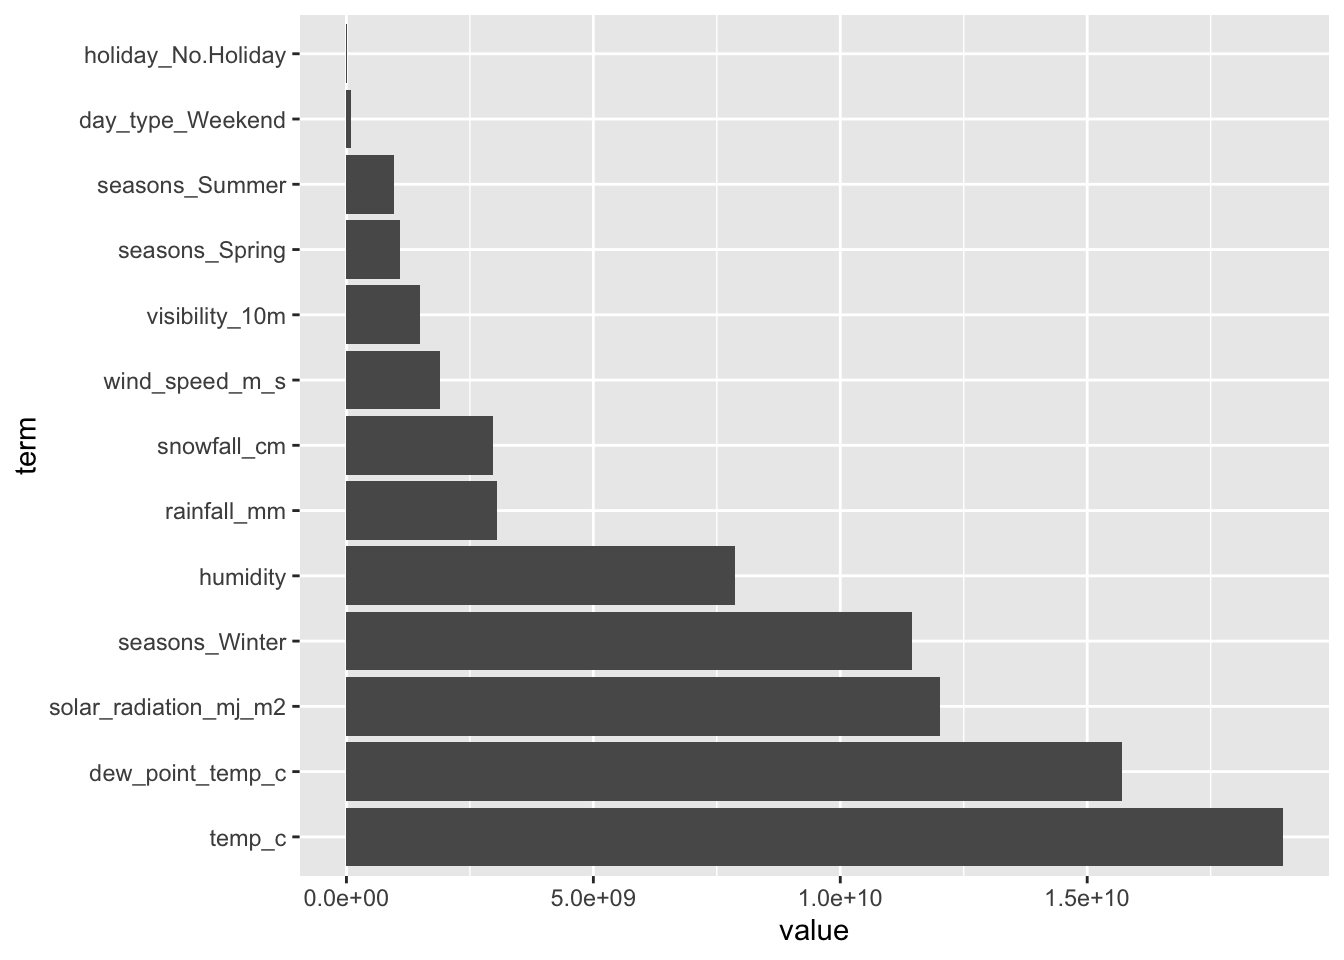 holiday_No.Holiday
day_type_Weekend
seasons_Summer
seasons_Spring
visibility_10m
wind_speed_m_s
snowfall_cm
rainfall_mm
humidity
seasons_Winter
solar_radiation_mj_m2
dew_point_temp_c
temp_c
term
0.0e+00 5.0e+09 1.0e+10 1.5e+10
value